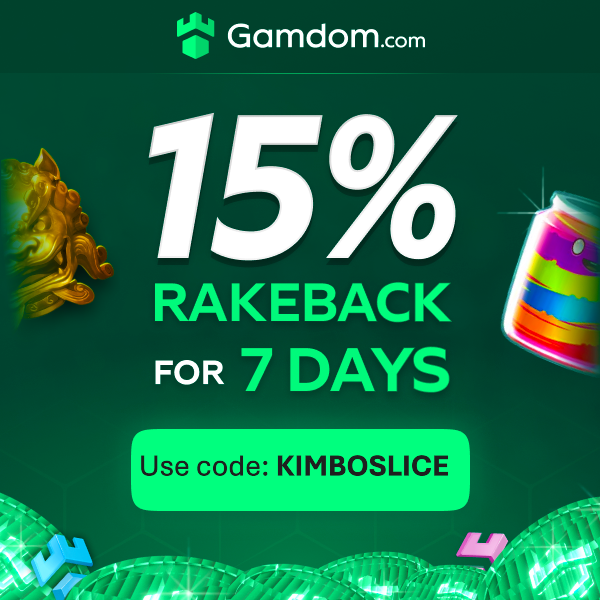 Gamdom.com
15%
RAKEBACK
FOR 7 DAYS
Use code: KIMBOSLICE